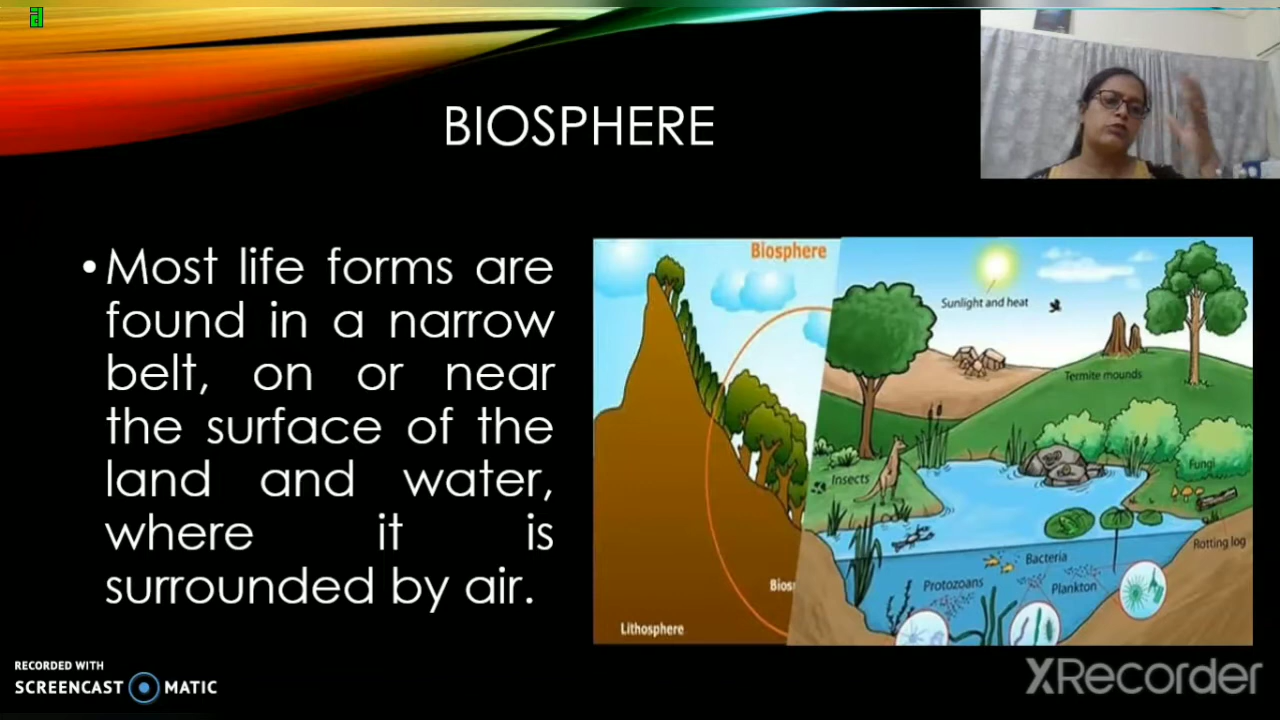 BIOSPHERE
• Most life forms are
found in a narrow
belt, on or near
the surface of the
land and water,
where it is
surrounded by air.
Biosphere
Sunlight and heat
Termite mounds
Insects
Fungi
Rotting log
Bacteria
Protozoans
Plankton
Lithosphere
RECORDED WITH
SCREENCAST MATIC
XRecorder